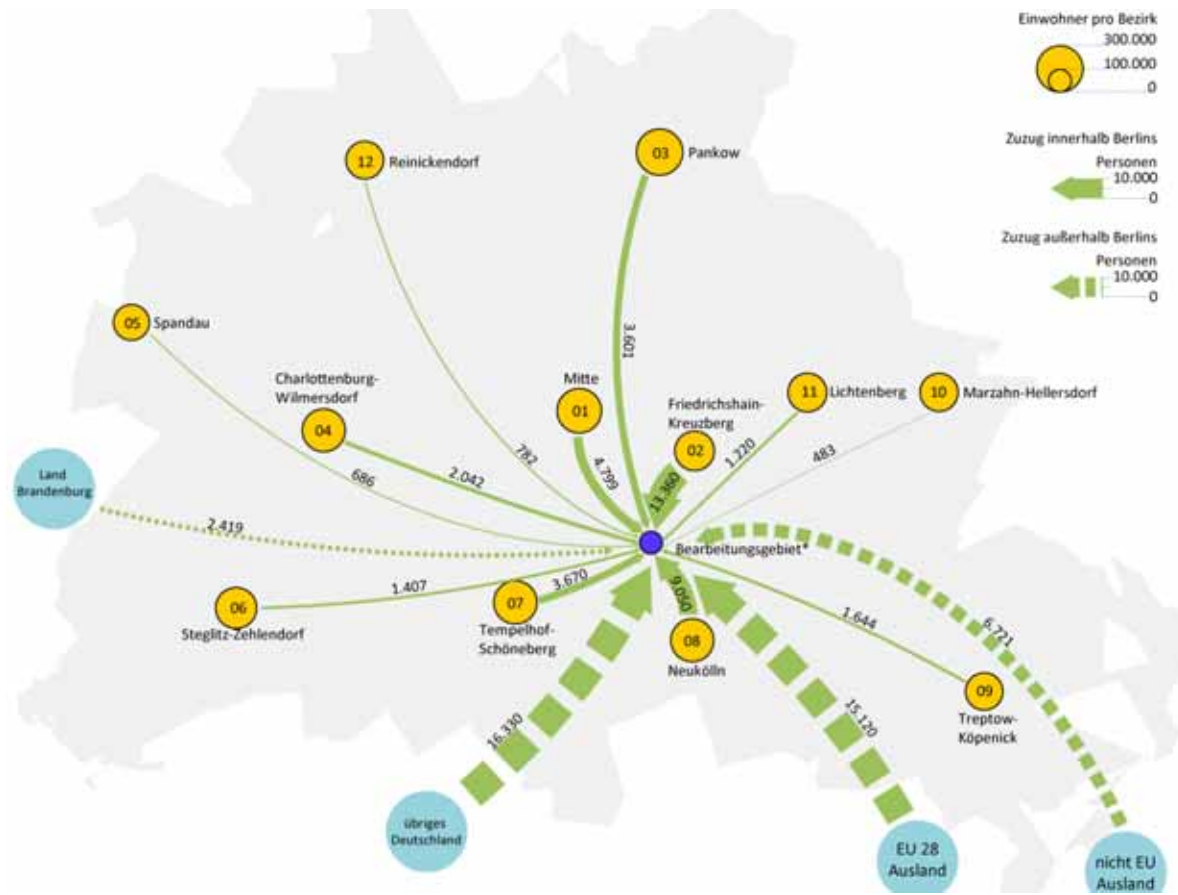 Einwohner pro Bezirk
300.000
100.000
0
Zuzug innerhalb Berlins
Personen
10.000
0
Zuzug außerhalb Berlins
Personen
10.000
0
12 Reinickendorf
03 Pankow
05 Spandau
3.601
Charlottenburg-
Wilmersdorf
04
Mitte
01
Friedrichshain-
Kreuzberg
02
11 Lichtenberg
10 Marzahn-Hellersdorf
Land
Brandenburg
686
2.042
782
4.799
13.360
1.220
483
2.419
Bearbeitungsgebiet*
06
Steglitz-Zehlendorf
1.407
07
Tempelhof-
Schöneberg
3.670
9.050
08
Neukölln
1.644
09
Treptow-
Köpenick
6.721
16.330
15.120
übriges
Deutschland
EU 28
Ausland
nicht EU
Ausland